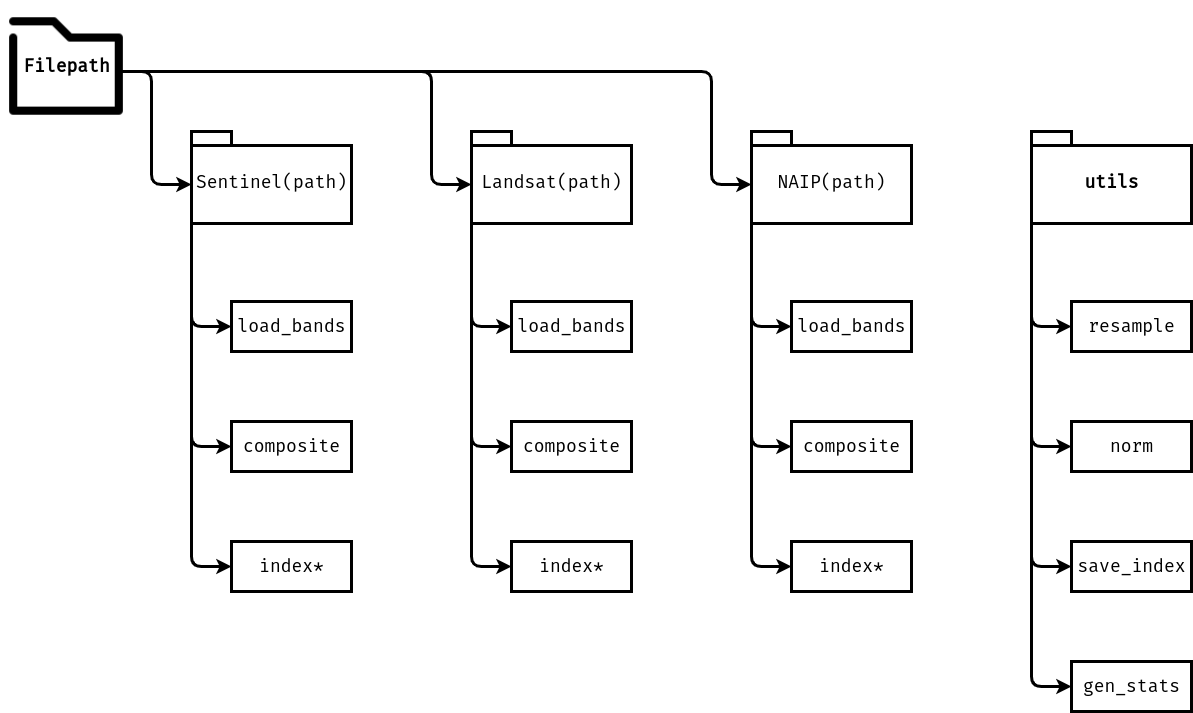 Filepath
Sentinel(path)
Landsat(path)
NAIP(path)
utils
load_bands
load_bands
load_bands
resample
composite
composite
composite
norm
index*
index*
index*
save_index
gen_stats